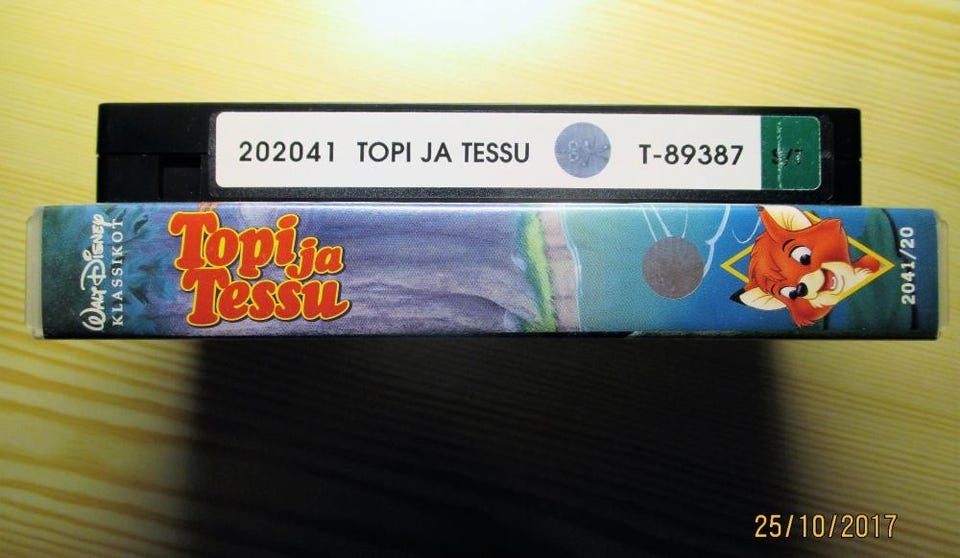 202041 TOPI JA TESSU T-89387 S/T
WALT DISNEY
KLASSIKOT
Topi ja
Tessu
2041/20
25/10/2017